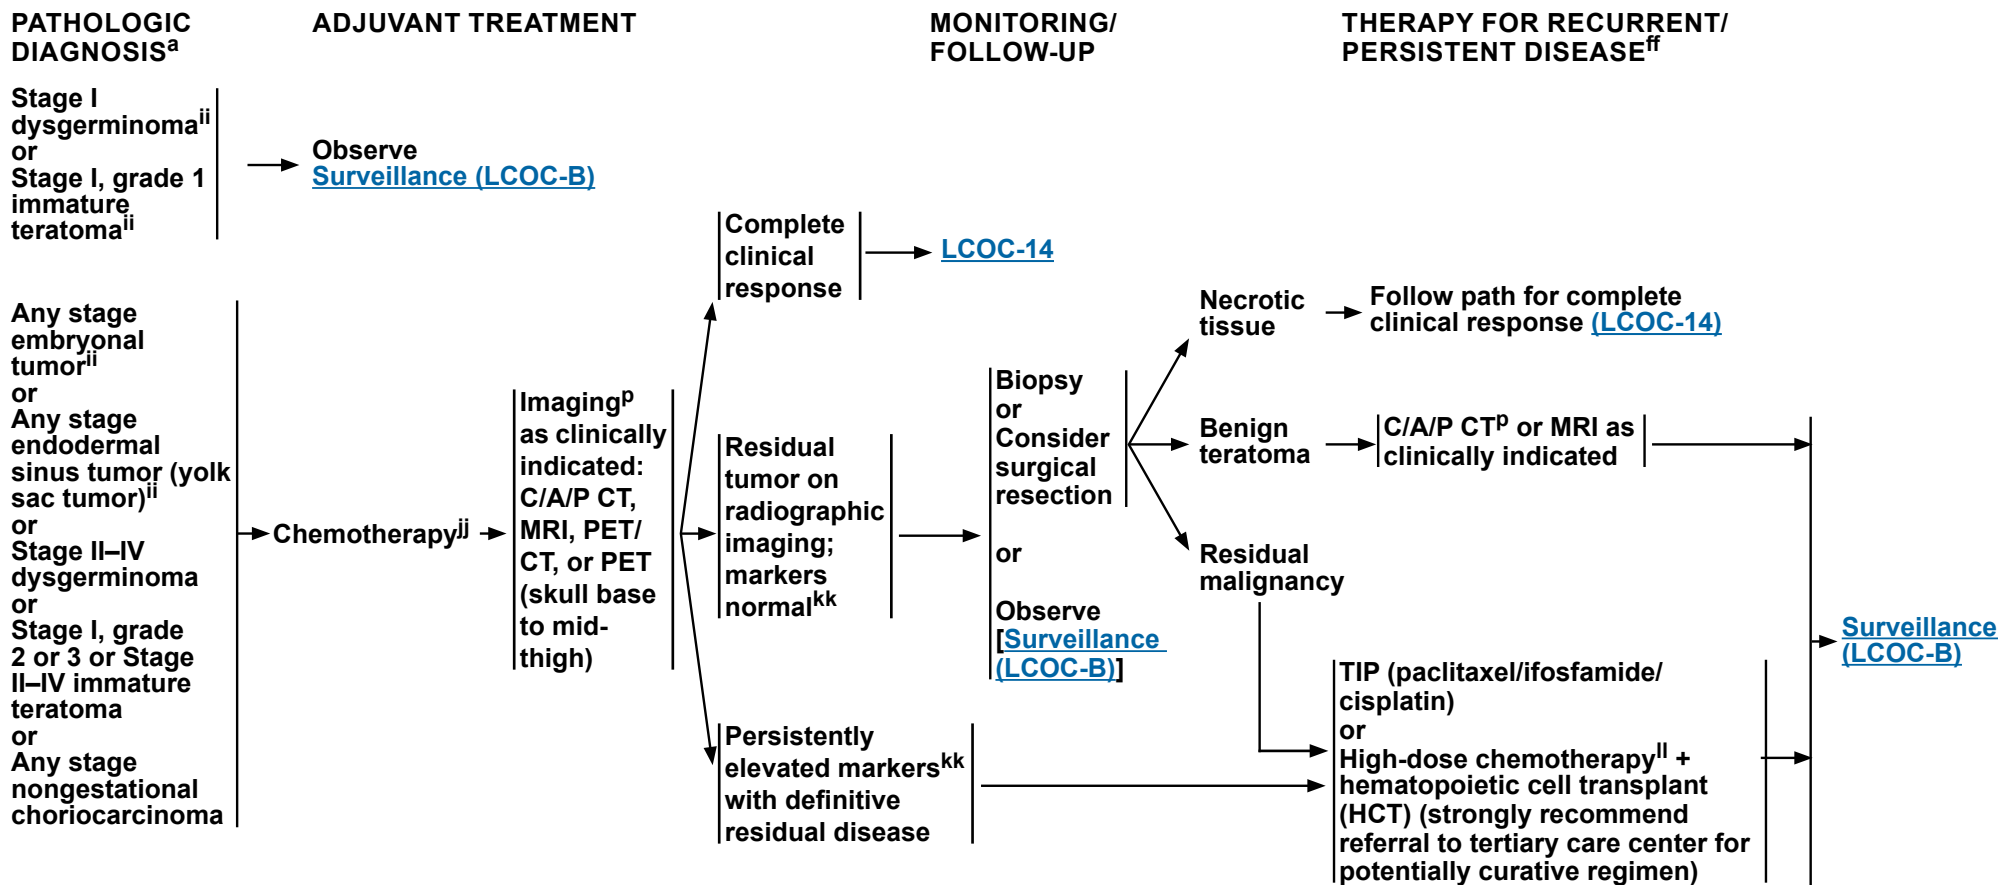 PATHOLOGIC
DIAGNOSISa
ADJUVANT TREATMENT
MONITORING/
FOLLOW-UP
THERAPY FOR RECURRENT/
PERSISTENT DISEASEff
Stage I
dysgerminomaii
or
Stage I, grade 1
immature
teratomaii
Observe
Surveillance (LCOC-B)
Any stage
embryonal
tumorii
or
Any stage
endodermal
sinus tumor (yolk
sac tumor)ii
or
Stage II–IV
dysgerminoma
or
Stage I, grade
2 or 3 or Stage
II–IV immature
teratoma
or
Any stage
nongestational
choriocarcinoma
Chemotherapyjj
Imagingp
as clinically
indicated:
C/A/P CT,
MRI, PET/
CT, or PET
(skull base
to mid-
thigh)
Complete
clinical
response
LCOC-14
Residual
tumor on
radiographic
imaging;
markers
normalkk
Biopsy
or
Consider
surgical
resection
or
Observe
[Surveillance
(LCOC-B)]
Necrotic
tissue
Follow path for complete
clinical response (LCOC-14)
Benign
teratoma
C/A/P CTp or MRI as
clinically indicated
Residual
malignancy
Persistently
elevated markerskk
with definitive
residual disease
TIP (paclitaxel/ifosfamide/
cisplatin)
or
High-dose chemotherapyll +
hematopoietic cell transplant
(HCT) (strongly recommend
referral to tertiary care center for
potentially curative regimen)
Surveillance
(LCOC-B)